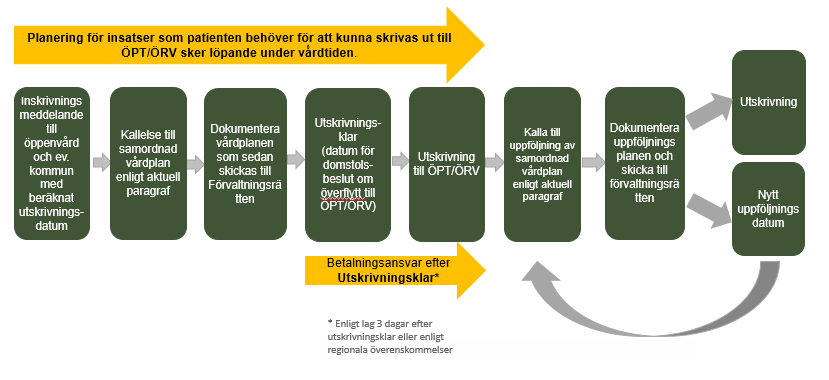 Planering för insatser som patienten behöver för att kunna skrivas ut till
ÖPT/ÖRV sker löpande under vårdtiden.
Inskrivnings
meddelande
till
öppenvård
och ev.
kommun
med
beräknat
utskrivnings-
datum
Kallelse till
samordnad
vårdplan
enligt aktuell
paragraf
Dokumentera
vårdplanen
som sedan
skickas till
Förvaltningsrä
tten
Utskrivnings-
klar
(datum för
domstols-
beslut om
överflytt till
ÖPT/ÖRV)
Utskrivning
till ÖPT/ÖRV
Kalla till
uppföljning av
samordnad
vårdplan
enligt aktuell
paragraf
Dokumentera
uppföljnings
planen och
skicka till
förvaltningsrä
tten
Utskrivning
Nytt
uppföljnings
datum
Betalningsansvar efter
Utskrivningsklar*
* Enligt lag 3 dagar efter
utskrivningsklar eller enligt
regionala överenskommelser